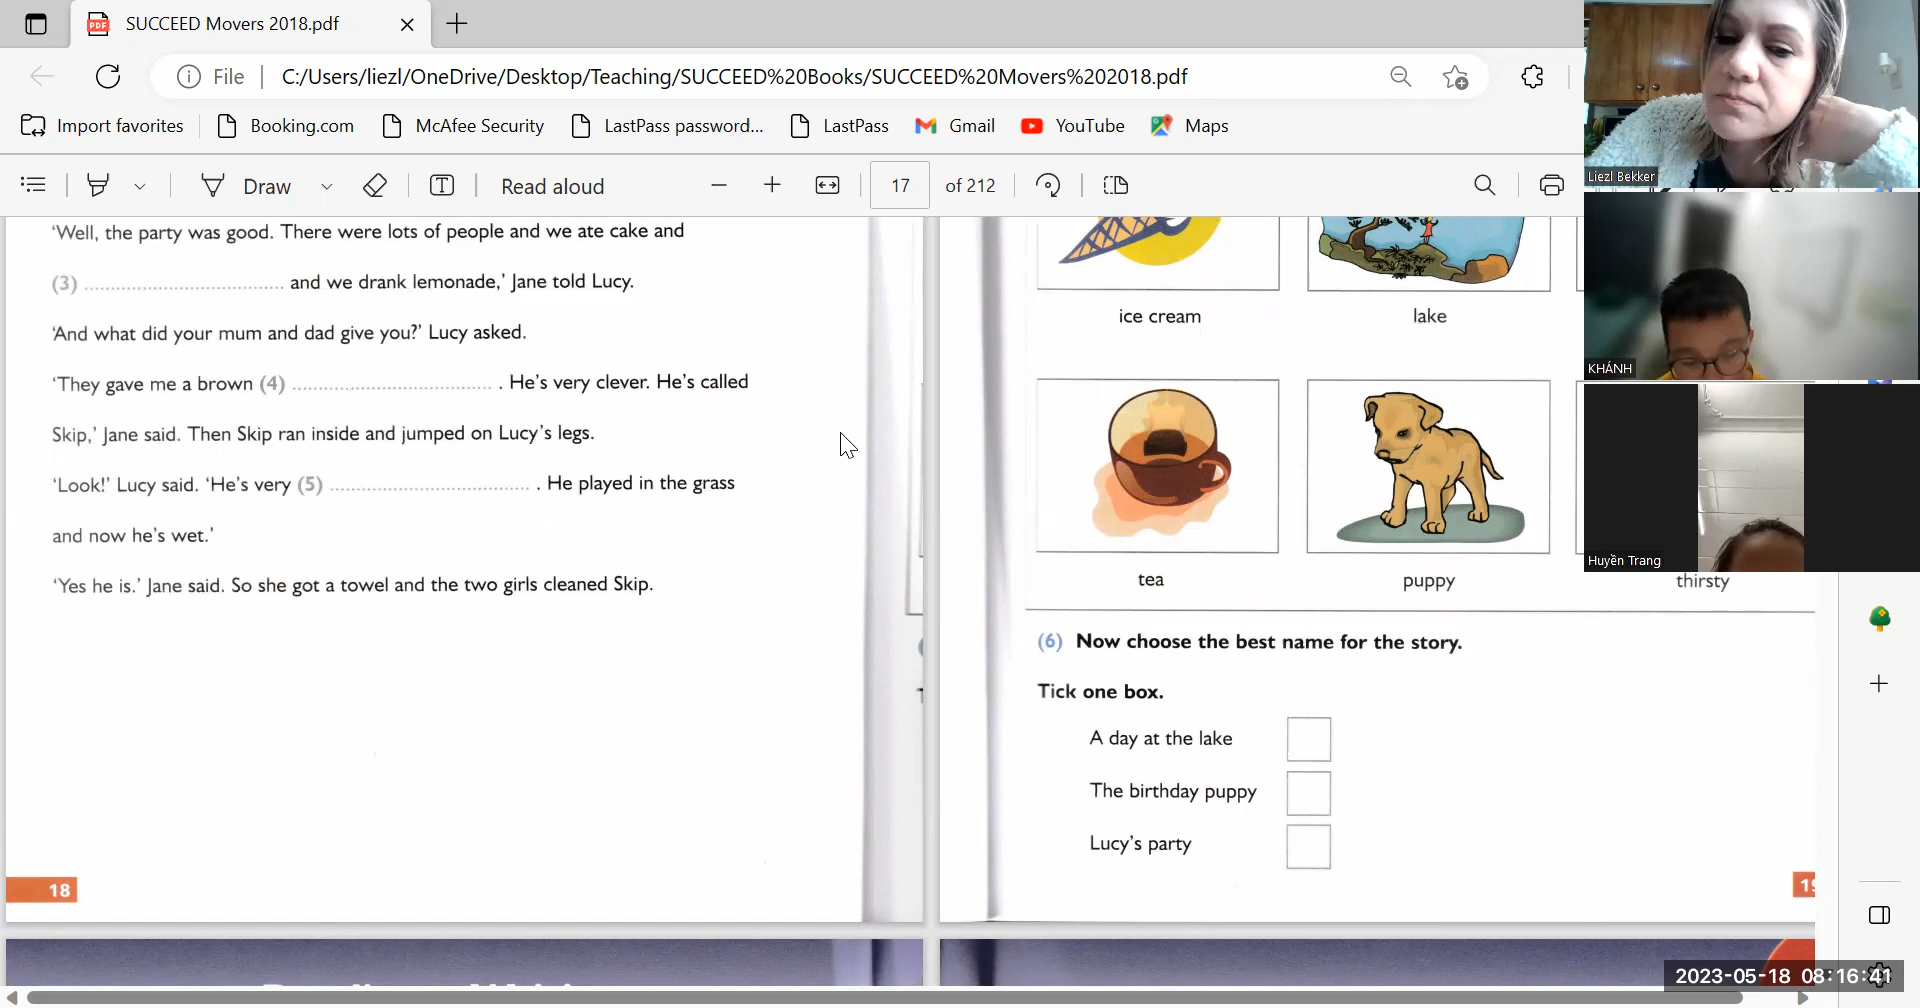 SUCCEED Movers 2018.pdf
PDF
File
C:/Users/liezl/OneDrive/Desktop/Teaching/SUCCEED%20Books/SUCCEED%20Movers%202018.pdf
Import favorites
Booking.com
McAfee Security
LastPass password...
LastPass
Gmail
YouTube
Maps
Draw
Read aloud
17 of 212
'Well, the party was good. There were lots of people and we ate cake and
(3) ........................................ and we drank lemonade,' Jane told Lucy.
'And what did your mum and dad give you?' Lucy asked.
'They gave me a brown (4) ........................................ . He's very clever. He's called
Skip,' Jane said. Then Skip ran inside and jumped on Lucy's legs.
'Look!' Lucy said. 'He's very (5) ........................................ . He played in the grass
and now he's wet.'
'Yes he is.' Jane said. So she got a towel and the two girls cleaned Skip.
18
ice cream
lake
tea
puppy
thirsty
(6) Now choose the best name for the story.
Tick one box.
A day at the lake
The birthday puppy
Lucy's party
19
Liezl Bekker
KHÁNH
Huyền Trang
2023-05-18 08:16:41